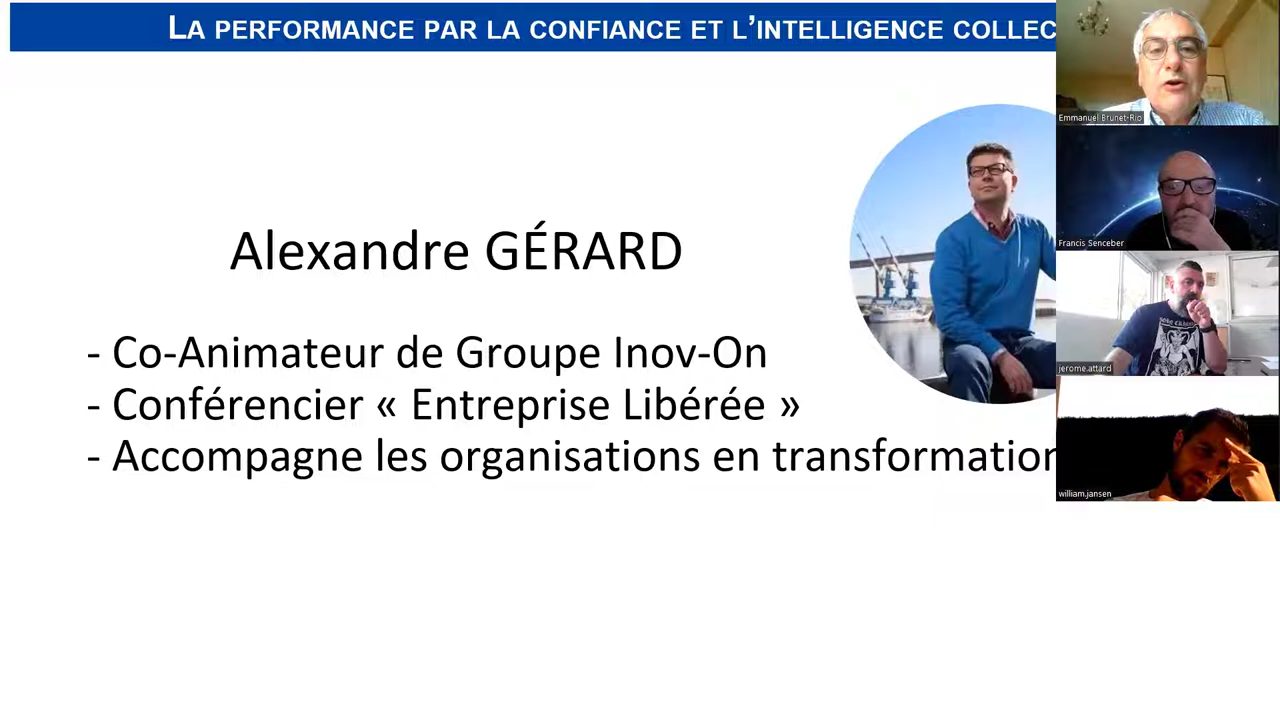 LA PERFORMANCE PAR LA CONFIANCE ET L'INTELLIGENCE COLLEC
Alexandre GÉRARD
- Co-Animateur de Groupe Inov-On
- Conférencier « Entreprise Libérée »
- Accompagne les organisations en transformation
Emmanuel Brunet-Rio
Francis Senceber
jerome.attard
william.jansen